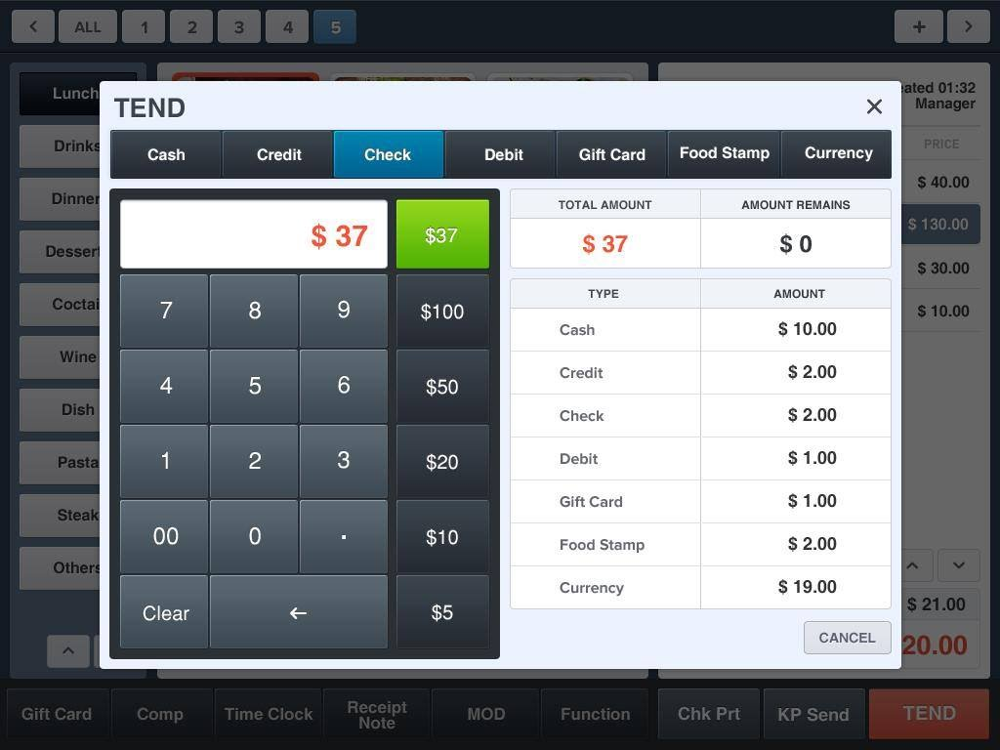 ALL
1
2
3
4
5
Lunch
Drinks
Dinner
Wine
Dish
Pasta
Steak
Others
01:32
Manager
PRICE
$ 40.00
$ 130.00
$ 30.00
$ 10.00
$ 21.00
20.00
TEND
Cash
Credit
Check
Debit
Gift Card
Food Stamp
Currency
$ 37
$37
7
8
9
$100
4
5
6
$50
1
2
3
$20
00
0
.
$10
Clear
$5
TOTAL AMOUNT
AMOUNT REMAINS
$ 37
$ 0
TYPE
AMOUNT
Cash
$ 10.00
Credit
$ 2.00
Check
$ 2.00
Debit
$ 1.00
Gift Card
$ 1.00
Food Stamp
$ 2.00
Currency
$ 19.00
CANCEL
Gift Card
Comp
Time Clock
Receipt
Note
MOD
Function
Chk Prt
KP Send
TEND